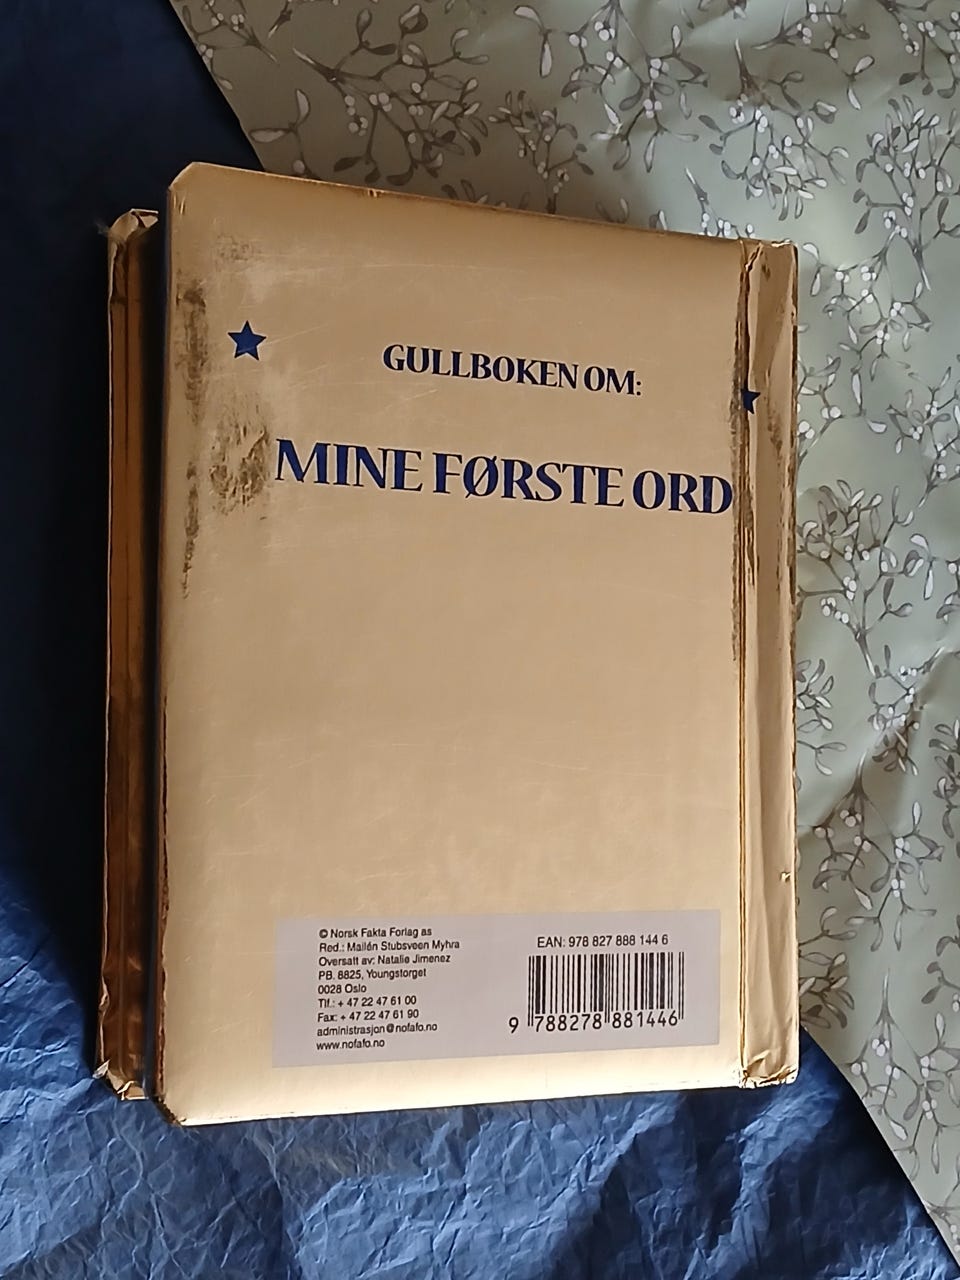 GULLBOKEN OM:
MINE FØRSTE ORD
© Norsk Fakta Forlag as
Red.: Mailén Stubsveen Myhra
Oversatt av: Natalie Jimenez
PB. 8825, Youngstorget
0028 Oslo
Tlf.: + 47 22 47 61 00
Fax: + 47 22 47 61 90
administrasjon@nofafo.no
www.nofafo.no
EAN: 978 827 888 144 6
9 788278 881446